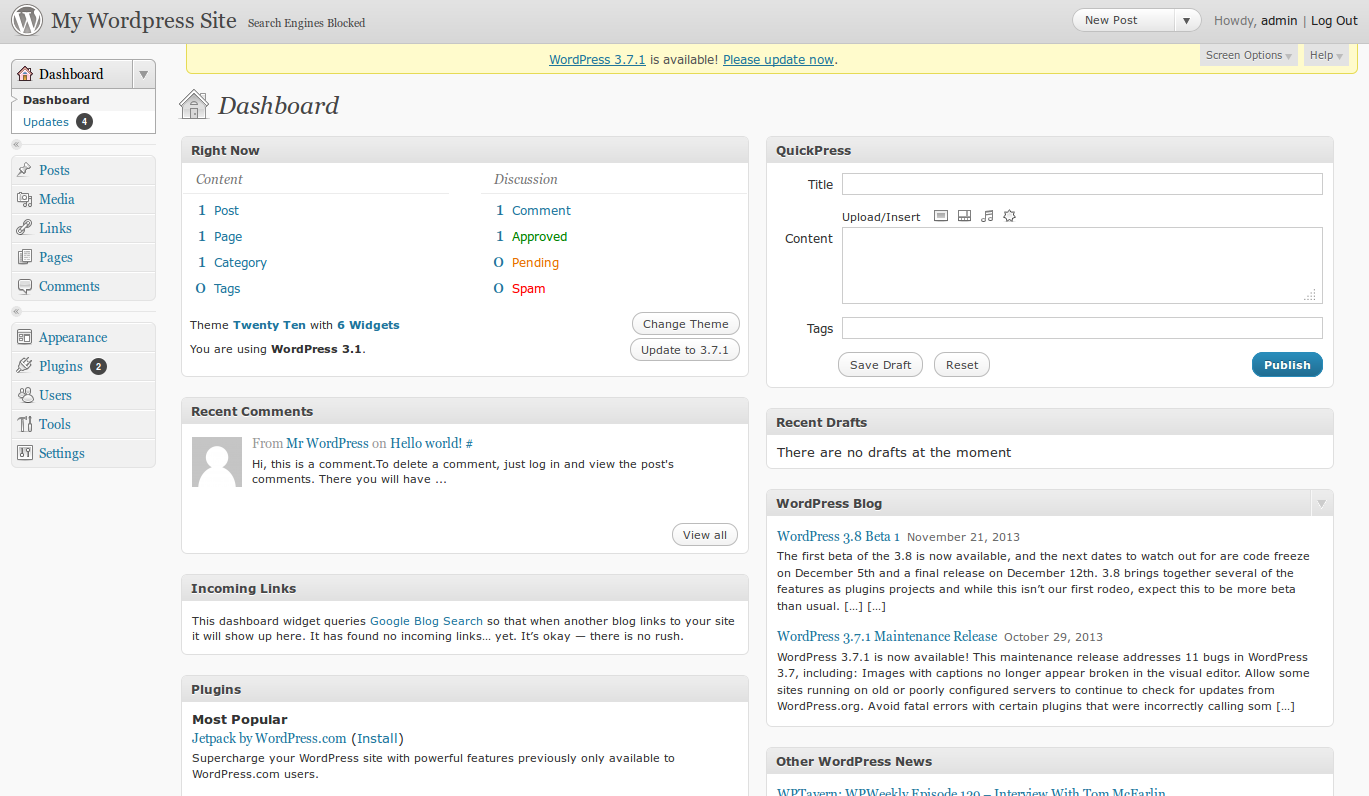 My Wordpress Site Search Engines Blocked
New Post
Howdy, admin | Log Out
WordPress 3.7.1 is available! Please update now.
Screen Options
Help
Dashboard
Dashboard
Updates 4
Posts
Media
Links
Pages
Comments
Appearance
Plugins 2
Users
Tools
Settings
Dashboard
Right Now
Content
1 Post
1 Page
1 Category
0 Tags
Discussion
1 Comment
1 Approved
0 Pending
0 Spam
Theme Twenty Ten with 6 Widgets
Change Theme
You are using WordPress 3.1.
Update to 3.7.1
Recent Comments
From Mr WordPress on Hello world! #
Hi, this is a comment.To delete a comment, just log in and view the post's
comments. There you will have ...
View all
Incoming Links
This dashboard widget queries Google Blog Search so that when another blog links to your site
it will show up here. It has found no incoming links… yet. It’s okay — there is no rush.
Plugins
Most Popular
Jetpack by WordPress.com (Install)
Supercharge your WordPress site with powerful features previously only available to
WordPress.com users.
QuickPress
Title
Upload/Insert
Content
Tags
Save Draft
Reset
Publish
Recent Drafts
There are no drafts at the moment
WordPress Blog
WordPress 3.8 Beta 1 November 21, 2013
The first beta of the 3.8 is now available, and the next dates to watch out for are code freeze
on December 5th and a final release on December 12th. 3.8 brings together several of the
features as plugins projects and while this isn’t our first rodeo, expect this to be more beta
than usual. […] […]
WordPress 3.7.1 Maintenance Release October 29, 2013
WordPress 3.7.1 is now available! This maintenance release addresses 11 bugs in WordPress
3.7, including: Images with captions no longer appear broken in the visual editor. Allow some
sites running on old or poorly configured servers to continue to check for updates from
WordPress.org. Avoid fatal errors with certain plugins that were incorrectly calling som […]
Other WordPress News
WPTavern: WPWeekly Episode 130 – Interview With Tom McFarlin